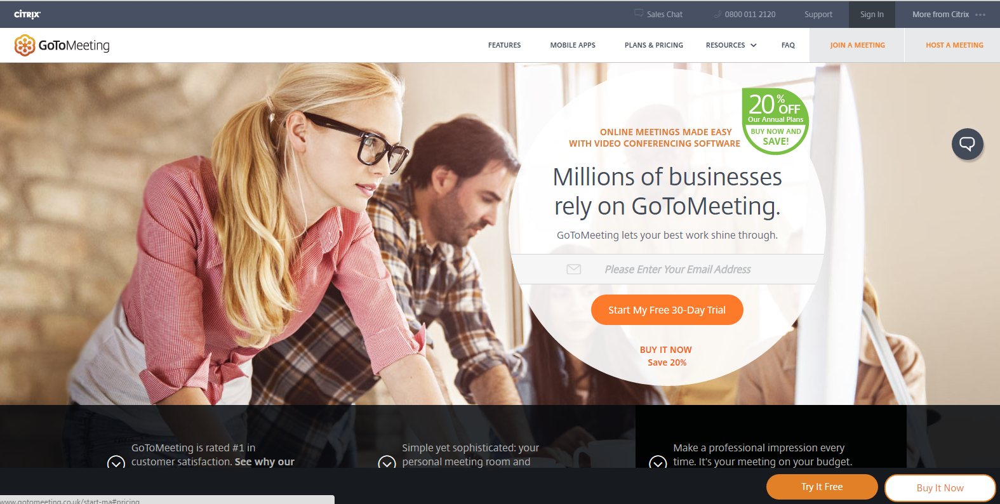 CİTRIX
Sales Chat
0800 011 2120
Support
Sign In
More from Citrix
GoToMeeting
FEATURES
MOBILE APPS
PLANS & PRICING
RESOURCES
FAQ
JOIN A MEETING
HOST A MEETING
20% OFF
Our Annual Plans
BUY NOW AND
SAVE!
ONLINE MEETINGS MADE EASY
WITH VIDEO CONFERENCING SOFTWARE
Millions of businesses
rely on GoToMeeting.
GoToMeeting lets your best work shine through.
Please Enter Your Email Address
Start My Free 30-Day Trial
BUY IT NOW
Save 20%
GoToMeeting is rated #1 in
customer satisfaction. See why our
Simple yet sophisticated: your
personal meeting room and
Make a professional impression every
time. It's your meeting on your budget.
Try It Free
Buy It Now
www.gotomeeting.co.uk/start-ma#pricing